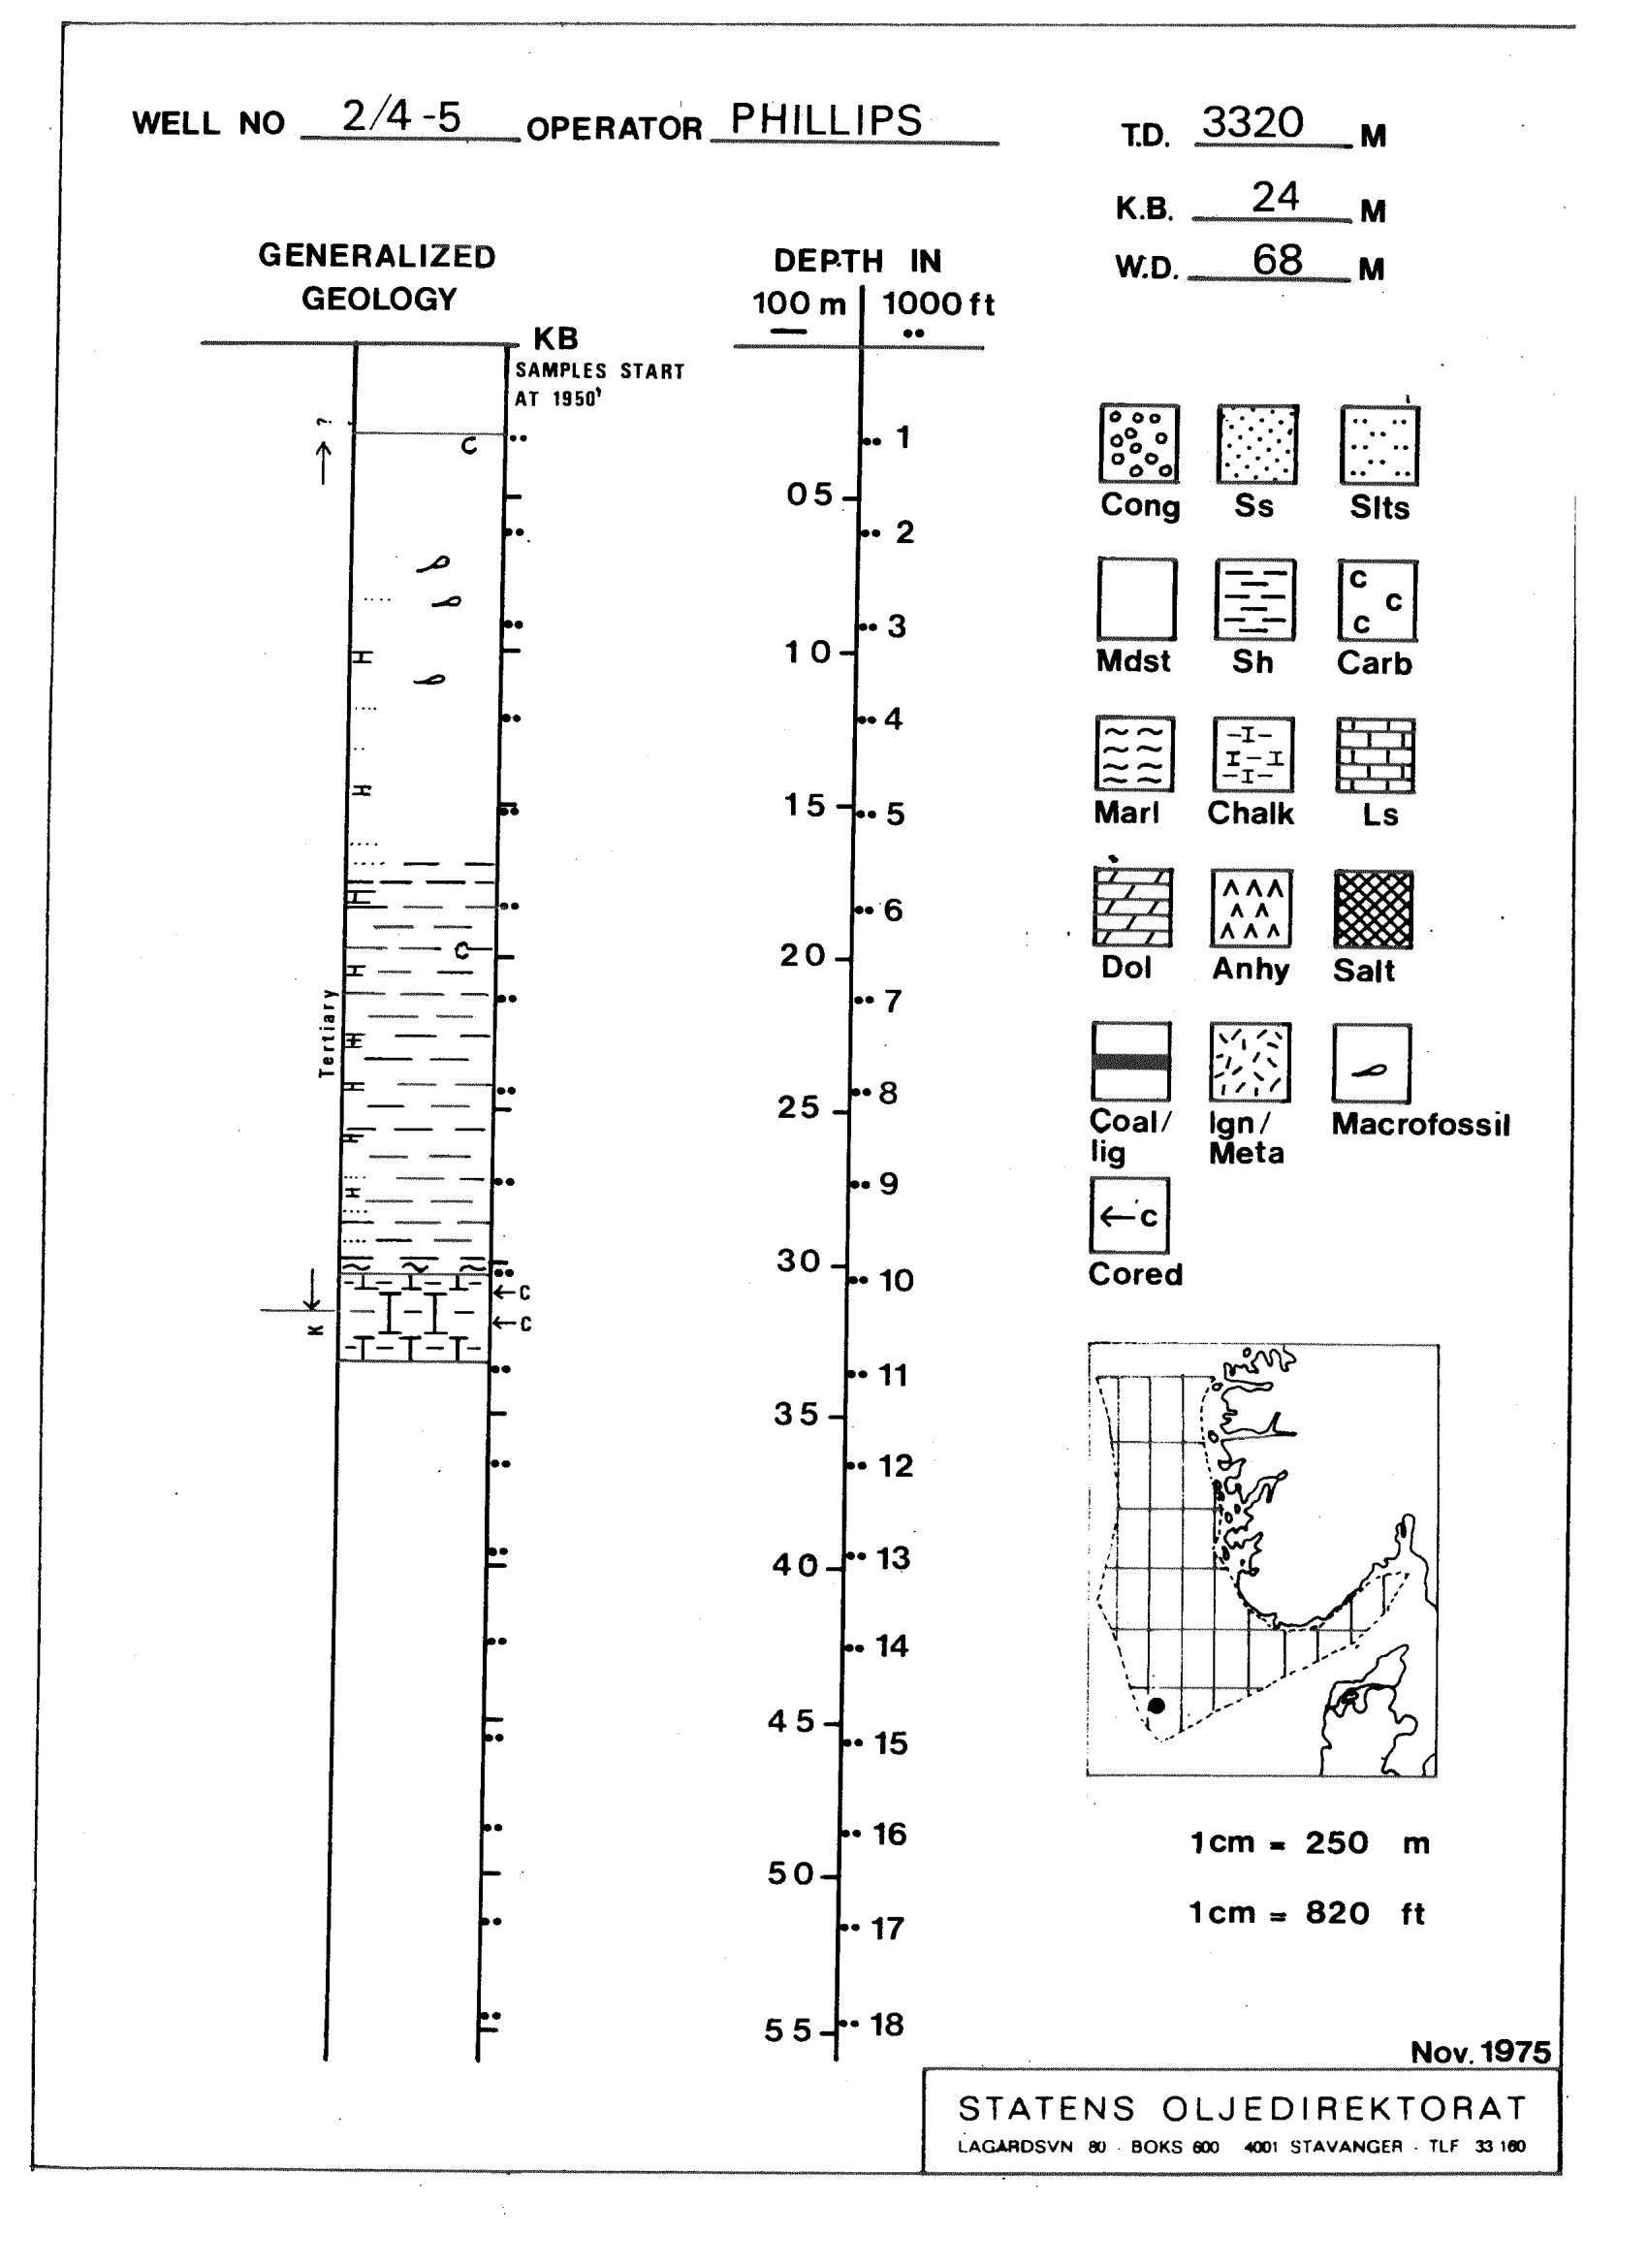 WELL NO 2/4-5 OPERATOR PHILLIPS
T.D. 3320 M
K.B. 24 M
W.D. 68 M
GENERALIZED
GEOLOGY
DEPTH IN
100 m 1000 ft
KB
SAMPLES START
AT 1950'
?
C
1
05
2
3
10
4
15
5
6
C
20
7
Tertiary
8
25
9
30
10
←C
←C
K
11
35
12
40
13
14
45
15
16
50
17
55
18
Cong Ss Slts
C
C
C
Mdst Sh Carb
Marl Chalk Ls
Dol Anhy Salt
Coal/ Ign/ Macrofossil
lig Meta
←C
Cored
1cm = 250 m
1cm = 820 ft
Nov. 1975
STATENS OLJEDIREKTORAT
LAGARDSVN 80 · BOKS 600 4001 STAVANGER · TLF 33 160